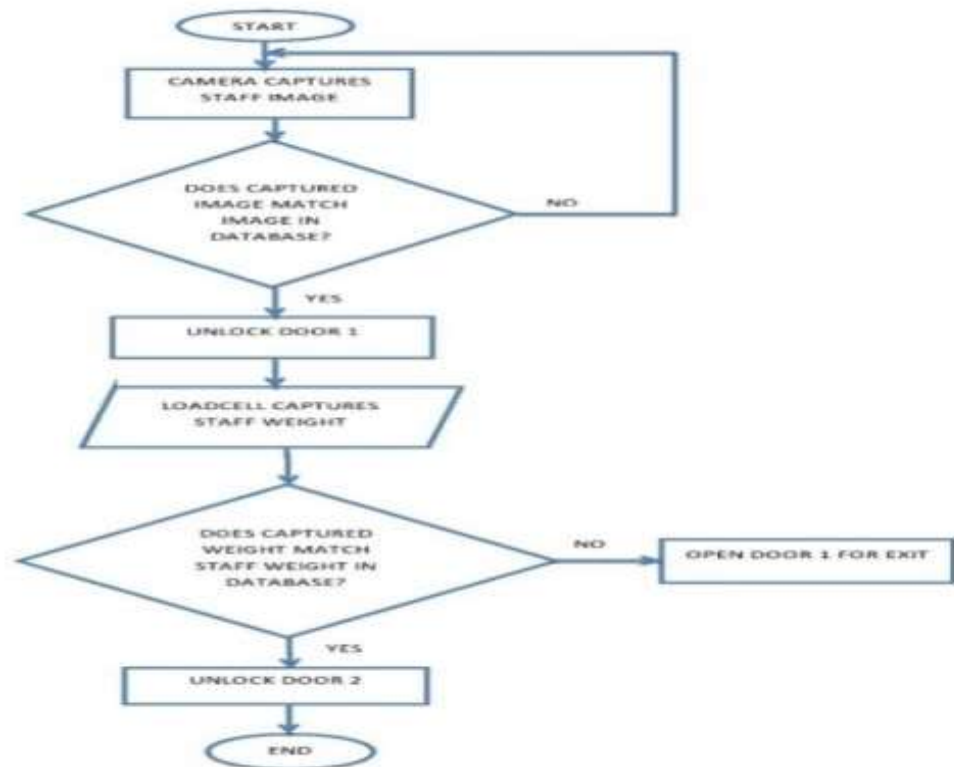 START
CAMERA CAPTURES
STAFF IMAGE
DOES CAPTURED
IMAGE MATCH
IMAGE IN
DATABASE?
NO
YES
UNLOCK DOOR 1
LOADCELL CAPTURES
STAFF WEIGHT
DOES CAPTURED
WEIGHT MATCH
STAFF WEIGHT IN
DATABASE?
NO
OPEN DOOR 1 FOR EXIT
YES
UNLOCK DOOR 2
END